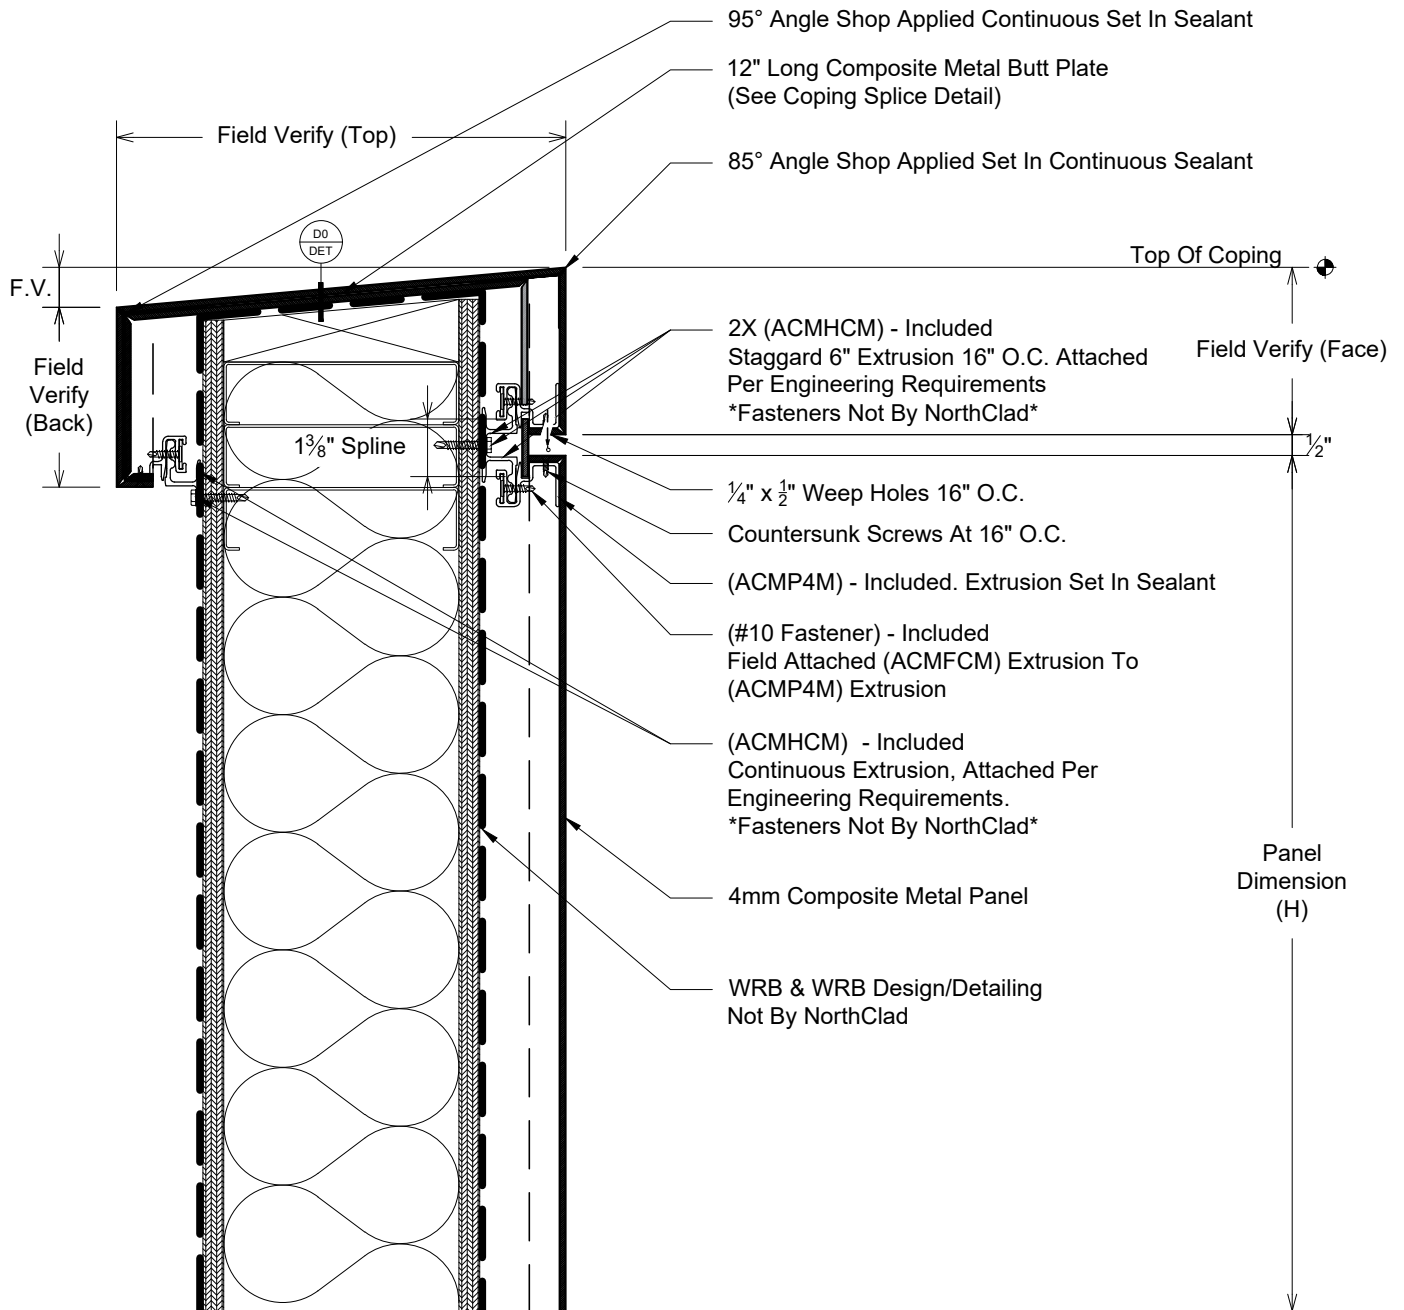 95° Angle Shop Applied Continuous Set In Sealant
12" Long Composite Metal Butt Plate
(See Coping Splice Detail)
Field Verify (Top)
85° Angle Shop Applied Set In Continuous Sealant
D0
DET
Top Of Coping
F.V.
2X (ACMHCM) - Included
Staggard 6" Extrusion 16" O.C. Attached
Per Engineering Requirements
*Fasteners Not By NorthClad*
Field Verify (Face)
Field
Verify
(Back)
1⅜" Spline
½"
¼" x ½" Weep Holes 16" O.C.
Countersunk Screws At 16" O.C.
(ACMP4M) - Included. Extrusion Set In Sealant
(#10 Fastener) - Included
Field Attached (ACMFCM) Extrusion To
(ACMP4M) Extrusion
(ACMHCM) - Included
Continuous Extrusion, Attached Per
Engineering Requirements.
*Fasteners Not By NorthClad*
Panel
Dimension
(H)
4mm Composite Metal Panel
WRB & WRB Design/Detailing
Not By NorthClad